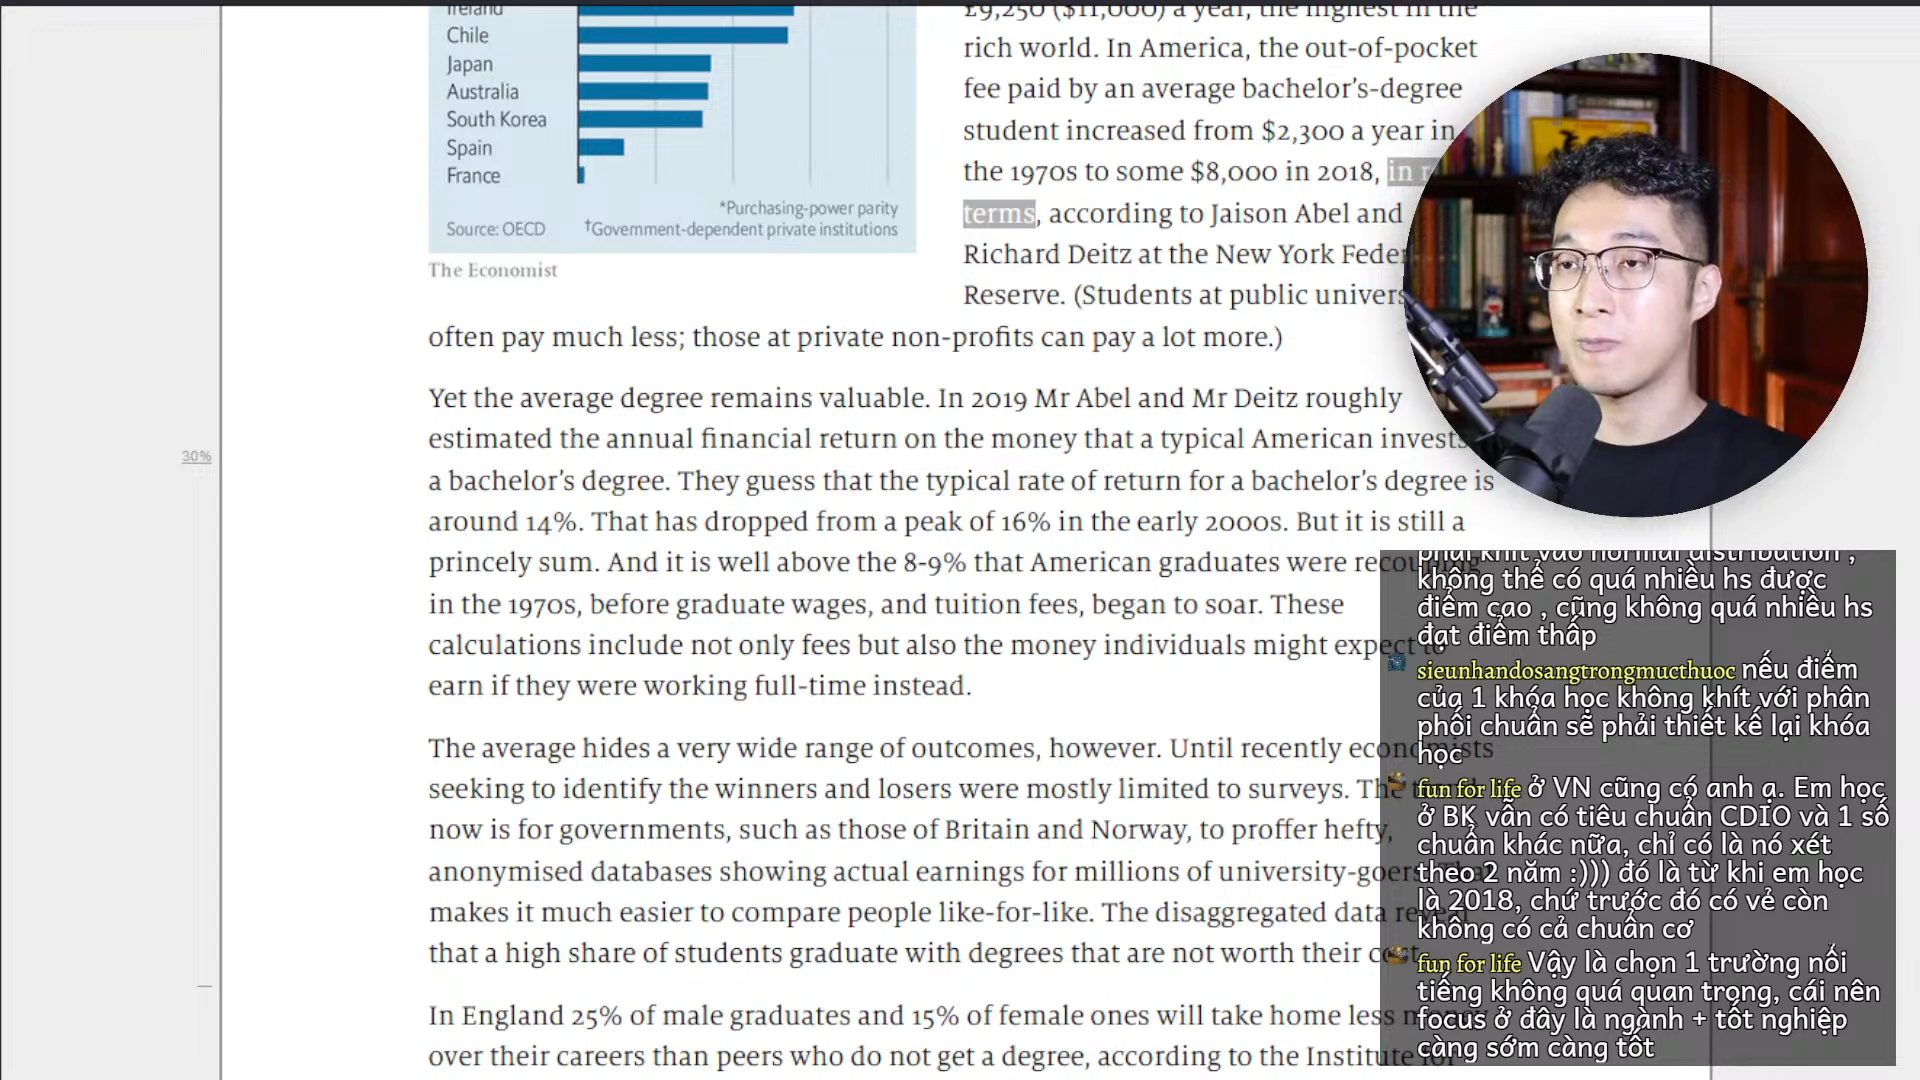 Ireland
Chile
Japan
Australia
South Korea
Spain
France
*Purchasing-power parity
Source: OECD †Government-dependent private institutions
The Economist
£9,250 ($11,000) a year, the highest in the
rich world. In America, the out-of-pocket
fee paid by an average bachelor’s-degree
student increased from $2,300 a year in
the 1970s to some $8,000 in 2018, in
terms, according to Jaison Abel and
Richard Deitz at the New York
Reserve. (Students at public
often pay much less; those at private non-profits can pay a lot more.)
Yet the average degree remains valuable. In 2019 Mr Abel and Mr Deitz roughly
estimated the annual financial return on the money that a typical American invests
a bachelor’s degree. They guess that the typical rate of return for a bachelor’s degree is
around 14%. That has dropped from a peak of 16% in the early 2000s. But it is still a
princely sum. And it is well above the 8-9% that American graduates were recouping
in the 1970s, before graduate wages, and tuition fees, began to soar. These
calculations include not only fees but also the money individuals might expect to
earn if they were working full-time instead.
The average hides a very wide range of outcomes, however. Until recently economists
seeking to identify the winners and losers were mostly limited to surveys. The
now is for governments, such as those of Britain and Norway, to proffer hefty,
anonymised databases showing actual earnings for millions of university-goers.
makes it much easier to compare people like-for-like. The disaggregated data reveal
that a high share of students graduate with degrees that are not worth their cost
In England 25% of male graduates and 15% of female ones will take home less money
over their careers than peers who do not get a degree, according to the Institute for
30%
phải khít vào normal distribution ,
không thể có quá nhiều hs được
điểm cao , cũng không quá nhiều hs
đạt điểm thấp
sieunhandosangtrongmucthuoc nếu điểm
của 1 khóa học không khít với phân
phối chuẩn sẽ phải thiết kế lại khóa
học
fun for life ở VN cũng có anh ạ. Em học
ở BK vẫn có tiêu chuẩn CDIO và 1 số
chuẩn khác nữa, chỉ có là nó xét
theo 2 năm :))) đó là từ khi em học
là 2018, chứ trước đó có vẻ còn
không có cả chuẩn cơ
fun for life Vậy là chọn 1 trường nổi
tiếng không quá quan trọng, cái nên
focus ở đây là ngành + tốt nghiệp
càng sớm càng tốt